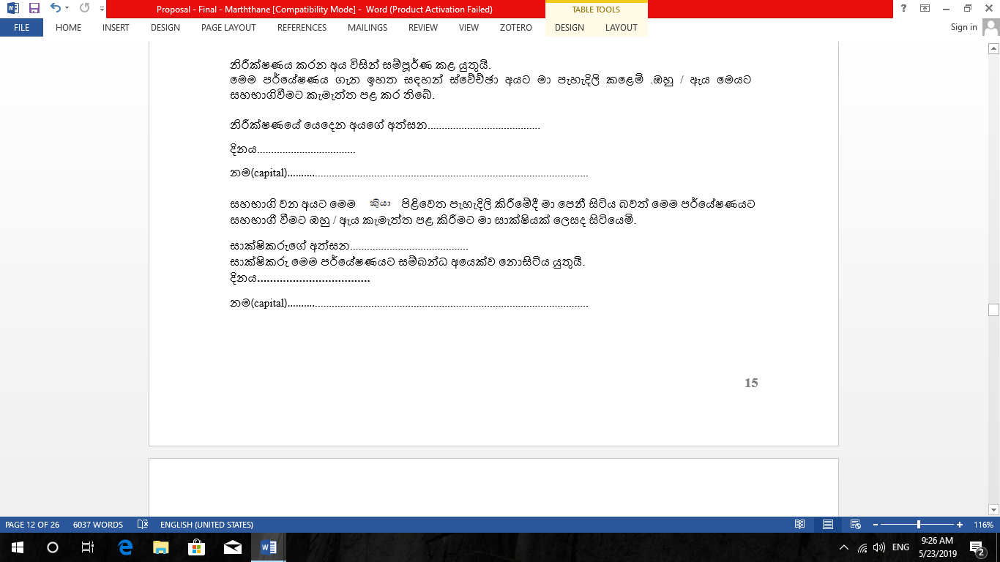 Proposal - Final - Marththane [Compatibility Mode] - Word (Product Activation Failed)
TABLE TOOLS
FILE HOME INSERT DESIGN PAGE LAYOUT REFERENCES MAILINGS REVIEW VIEW ZOTERO DESIGN LAYOUT Sign in
නිරීක්ෂණය කරන අය විසින් සම්පූර්ණ කළ යුතුයි.
මෙම පර්යේෂණය ගැන ඉහත සඳහන් ස්වේච්ඡා අයට මා පැහැදිලි කළෙමි .ඔහු / ඇය මෙයට
සහභාගිවීමට කැමැත්ත පළ කර තිබේ.
නිරීක්ෂණයේ යෙදෙන අයගේ අත්සන........................................
දිනය...................................
නම(capital)...........................................................................................................
සහභාගි වන අයට මෙම ක්‍රියා පිළිවෙත පැහැදිලි කිරීමේදී මා පෙනී සිටිය බවත් මෙම පර්යේෂණයට
සහභාගී වීමට ඔහු / ඇය කැමැත්ත පළ කිරීමට මා සාක්ෂියක් ලෙසද සිටියෙමි.
සාක්ෂිකරුගේ අත්සන..........................................
සාක්ෂිකරු මෙම පර්යේෂණයට සම්බන්ධ අයෙක්ව නොසිටිය යුතුයි.
දිනය...................................
නම(capital)...........................................................................................................
15
PAGE 12 OF 26 6037 WORDS ENGLISH (UNITED STATES) 116%
9:26 AM
ENG
5/23/2019
2